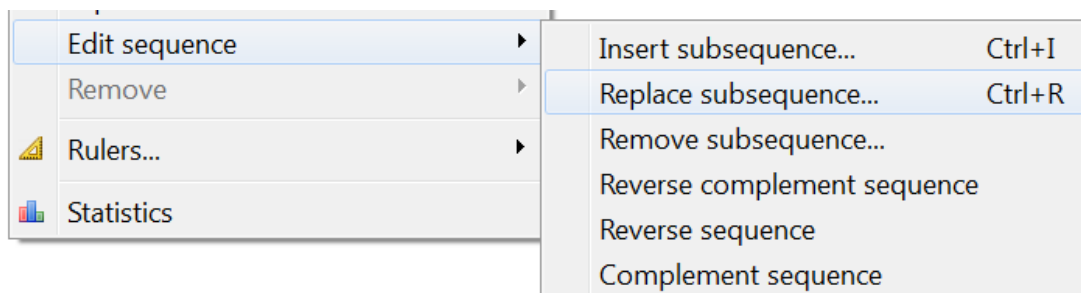 Edit sequence
Remove
Rulers...
Statistics
Insert subsequence... Ctrl+I
Replace subsequence... Ctrl+R
Remove subsequence...
Reverse complement sequence
Reverse sequence
Complement sequence